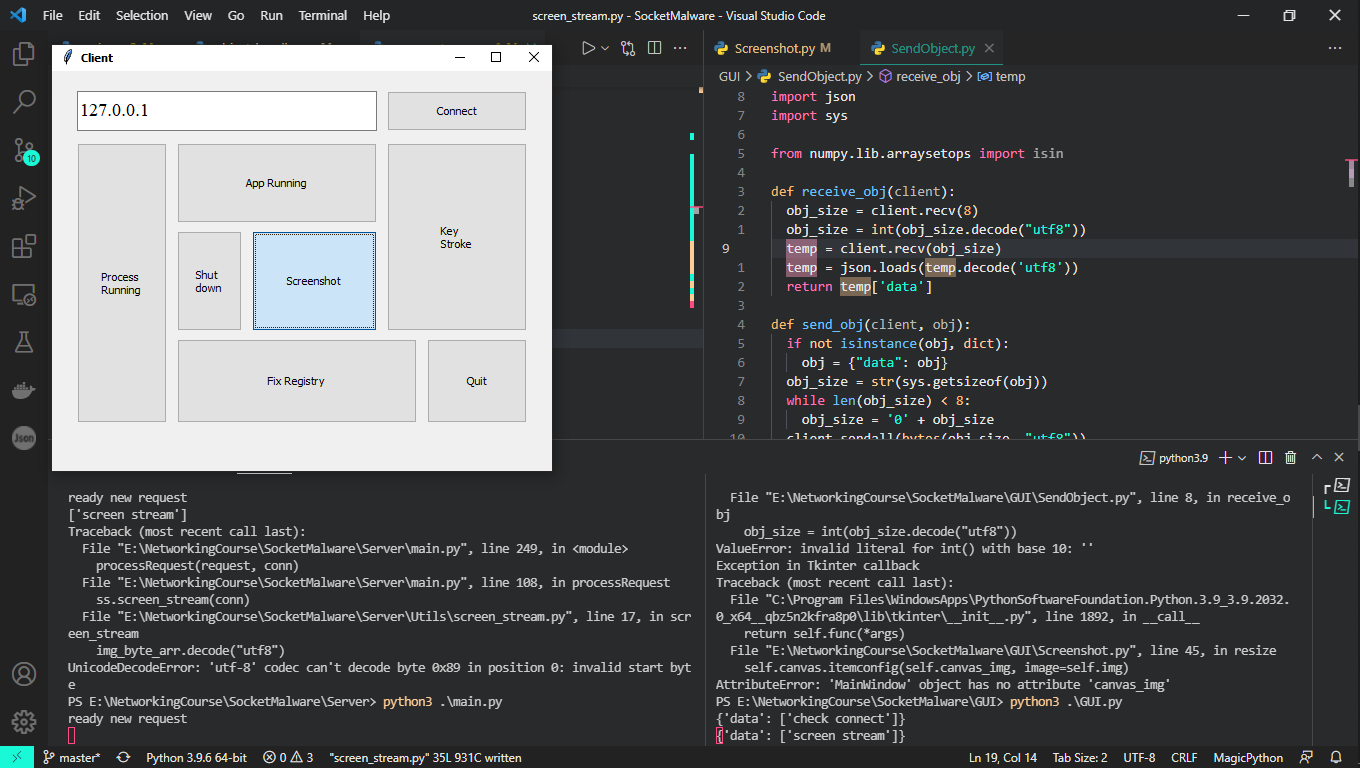 File Edit Selection View Go Run Terminal Help
screen_stream.py - SocketMalware - Visual Studio Code
Client
127.0.0.1
Connect
Process
Running
App Running
Key
Stroke
Shut
down
Screenshot
Fix Registry
Quit
10
Json
Screenshot.py M
SendObject.py
GUI > SendObject.py > receive_obj > temp
8 import json
7 import sys
6
5 from numpy.lib.arraysetops import isin
4
3 def receive_obj(client):
2 obj_size = client.recv(8)
1 obj_size = int(obj_size.decode("utf8"))
9 temp = client.recv(obj_size)
1 temp = json.loads(temp.decode('utf8'))
2 return temp['data']
3
4 def send_obj(client, obj):
5 if not isinstance(obj, dict):
6 obj = {"data": obj}
7 obj_size = str(sys.getsizeof(obj))
8 while len(obj_size) < 8:
9 obj_size = '0' + obj_size
10 client.sendall(bytes(obj_size, "utf8"))
python3.9
ready new request
['screen stream']
Traceback (most recent call last):
File "E:\NetworkingCourse\SocketMalware\Server\main.py", line 249, in <module>
processRequest(request, conn)
File "E:\NetworkingCourse\SocketMalware\Server\main.py", line 108, in processRequest
ss.screen_stream(conn)
File "E:\NetworkingCourse\SocketMalware\Server\Utils\screen_stream.py", line 17, in scr
een_stream
img_byte_arr.decode("utf8")
UnicodeDecodeError: 'utf-8' codec can't decode byte 0x89 in position 0: invalid start byt
e
PS E:\NetworkingCourse\SocketMalware\Server> python3 .\main.py
ready new request
File "E:\NetworkingCourse\SocketMalware\GUI\SendObject.py", line 8, in receive_o
bj
obj_size = int(obj_size.decode("utf8"))
ValueError: invalid literal for int() with base 10: ''
Exception in Tkinter callback
Traceback (most recent call last):
File "C:\Program Files\WindowsApps\PythonSoftwareFoundation.Python.3.9_3.9.2032.
0_x64__qbz5n2kfra8p0\lib\tkinter\__init__.py", line 1892, in __call__
return self.func(*args)
File "E:\NetworkingCourse\SocketMalware\GUI\Screenshot.py", line 45, in resize
self.canvas.itemconfig(self.canvas_img, image=self.img)
AttributeError: 'MainWindow' object has no attribute 'canvas_img'
PS E:\NetworkingCourse\SocketMalware\GUI> python3 .\GUI.py
{'data': ['check connect']}
{'data': ['screen stream']}
master* Python 3.9.6 64-bit 0 3 "screen_stream.py" 35L 931C written Ln 19, Col 14 Tab Size: 2 UTF-8 CRLF MagicPython